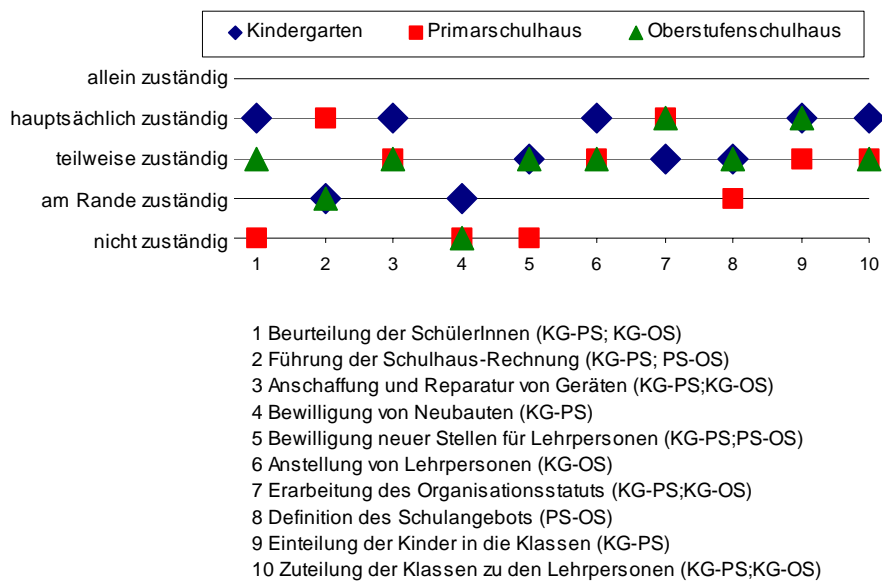 Kindergarten Primarschulhaus Oberstufenschulhaus
allein zuständig
hauptsächlich zuständig
teilweise zuständig
am Rande zuständig
nicht zuständig
1 2 3 4 5 6 7 8 9 10
1 Beurteilung der SchülerInnen (KG-PS; KG-OS)
2 Führung der Schulhaus-Rechnung (KG-PS; PS-OS)
3 Anschaffung und Reparatur von Geräten (KG-PS;KG-OS)
4 Bewilligung von Neubauten (KG-PS)
5 Bewilligung neuer Stellen für Lehrpersonen (KG-PS;PS-OS)
6 Anstellung von Lehrpersonen (KG-OS)
7 Erarbeitung des Organisationsstatuts (KG-PS;KG-OS)
8 Definition des Schulangebots (PS-OS)
9 Einteilung der Kinder in die Klassen (KG-PS)
10 Zuteilung der Klassen zu den Lehrpersonen (KG-PS;KG-OS)